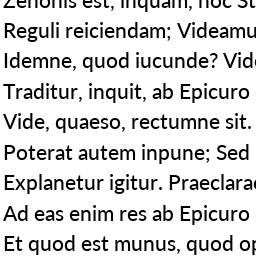 Zenonis est, inquam, hoc St
Reguli reiciendam; Videamu
Idemne, quod iucunde? Vid
Traditur, inquit, ab Epicuro
Vide, quaeso, rectumne sit.
Poterat autem inpune; Sed
Explanetur igitur. Praeclara
Ad eas enim res ab Epicuro
Et quod est munus, quod op